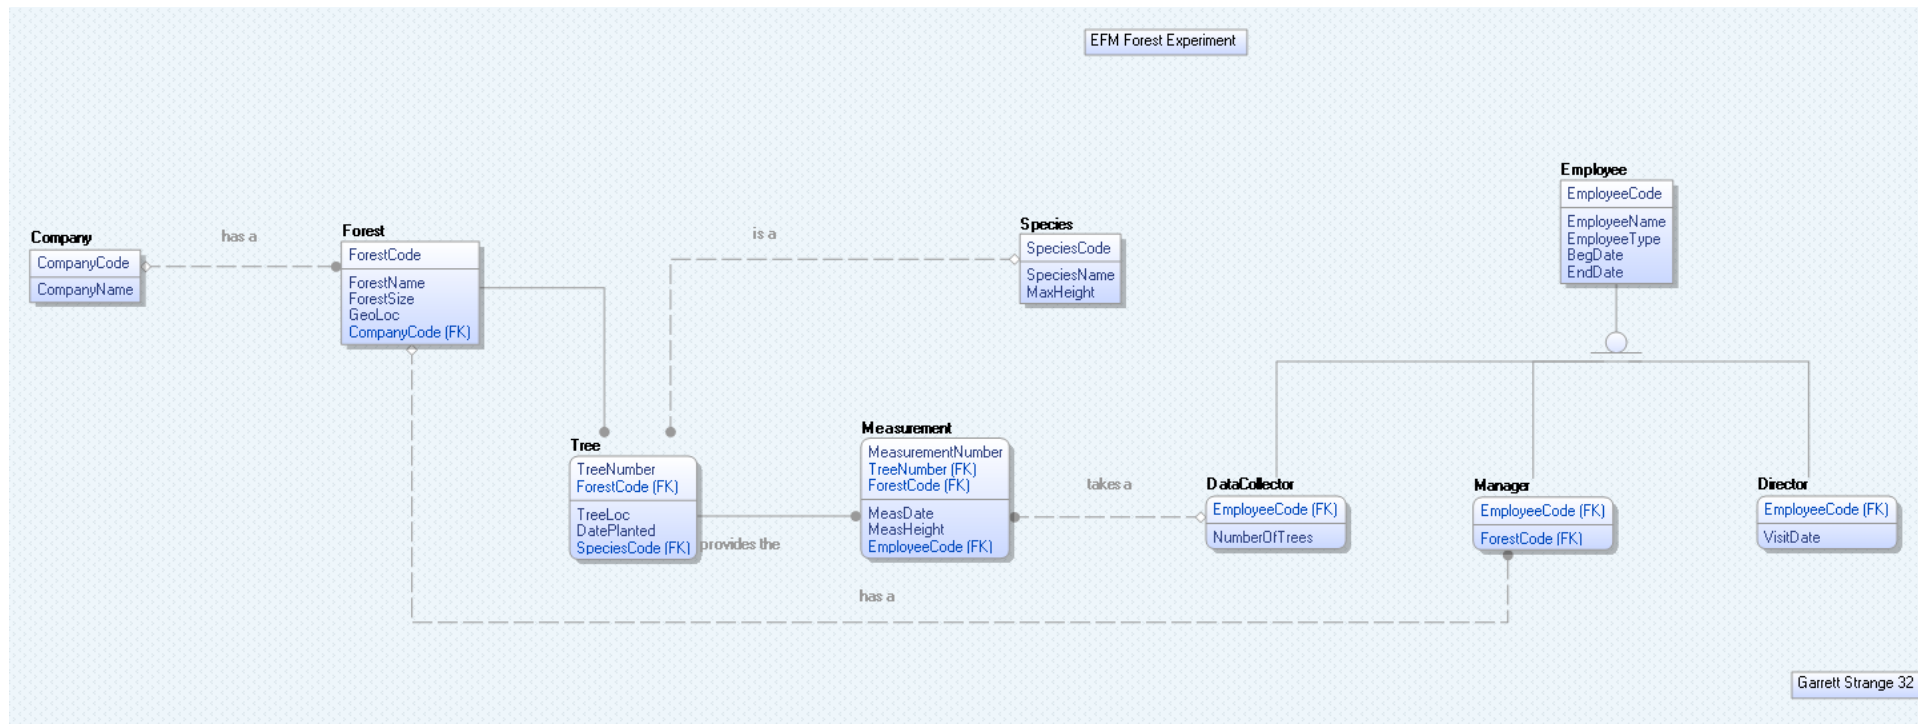 EFM Forest Experiment
Company
CompanyCode
CompanyName
has a
Forest
ForestCode
ForestName
ForestSize
GeoLoc
CompanyCode (FK)
is a
Species
SpeciesCode
SpeciesName
MaxHeight
Employee
EmployeeCode
EmployeeName
EmployeeType
BegDate
EndDate
Tree
TreeNumber
ForestCode (FK)
TreeLoc
DatePlanted
SpeciesCode (FK)
provides the
Measurement
MeasurementNumber
TreeNumber (FK)
ForestCode (FK)
MeasDate
MeasHeight
EmployeeCode (FK)
takes a
DataCollector
EmployeeCode (FK)
NumberOfTrees
Manager
EmployeeCode (FK)
ForestCode (FK)
Director
EmployeeCode (FK)
VisitDate
has a
Garrett Strange 32